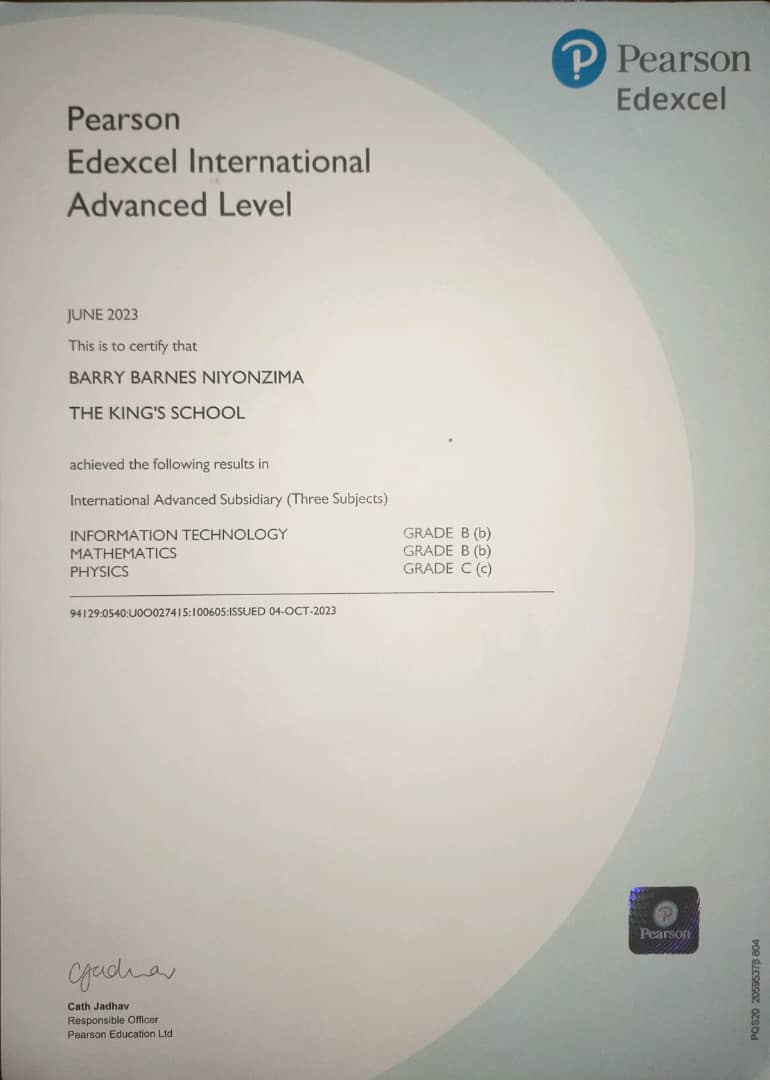 Pearson
Edexcel
Pearson
Edexcel International
Advanced Level
JUNE 2023
This is to certify that
BARRY BARNES NIYONZIMA
THE KING'S SCHOOL
achieved the following results in
International Advanced Subsidiary (Three Subjects)
INFORMATION TECHNOLOGY GRADE B (b)
MATHEMATICS GRADE B (b)
PHYSICS GRADE C (c)
94129:0540:U0O027415:100605:ISSUED 04-OCT-2023
Pearson
CJadhav
Cath Jadhav
Responsible Officer
Pearson Education Ltd
PQS20 20595378 804